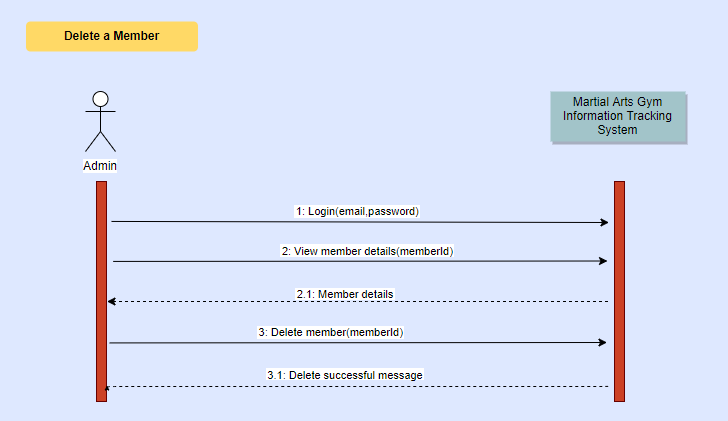 Delete a Member
Martial Arts Gym
Information Tracking
System
Admin
1: Login(email,password)
2: View member details(memberId)
2.1: Member details
3: Delete member(memberId)
3.1: Delete successful message